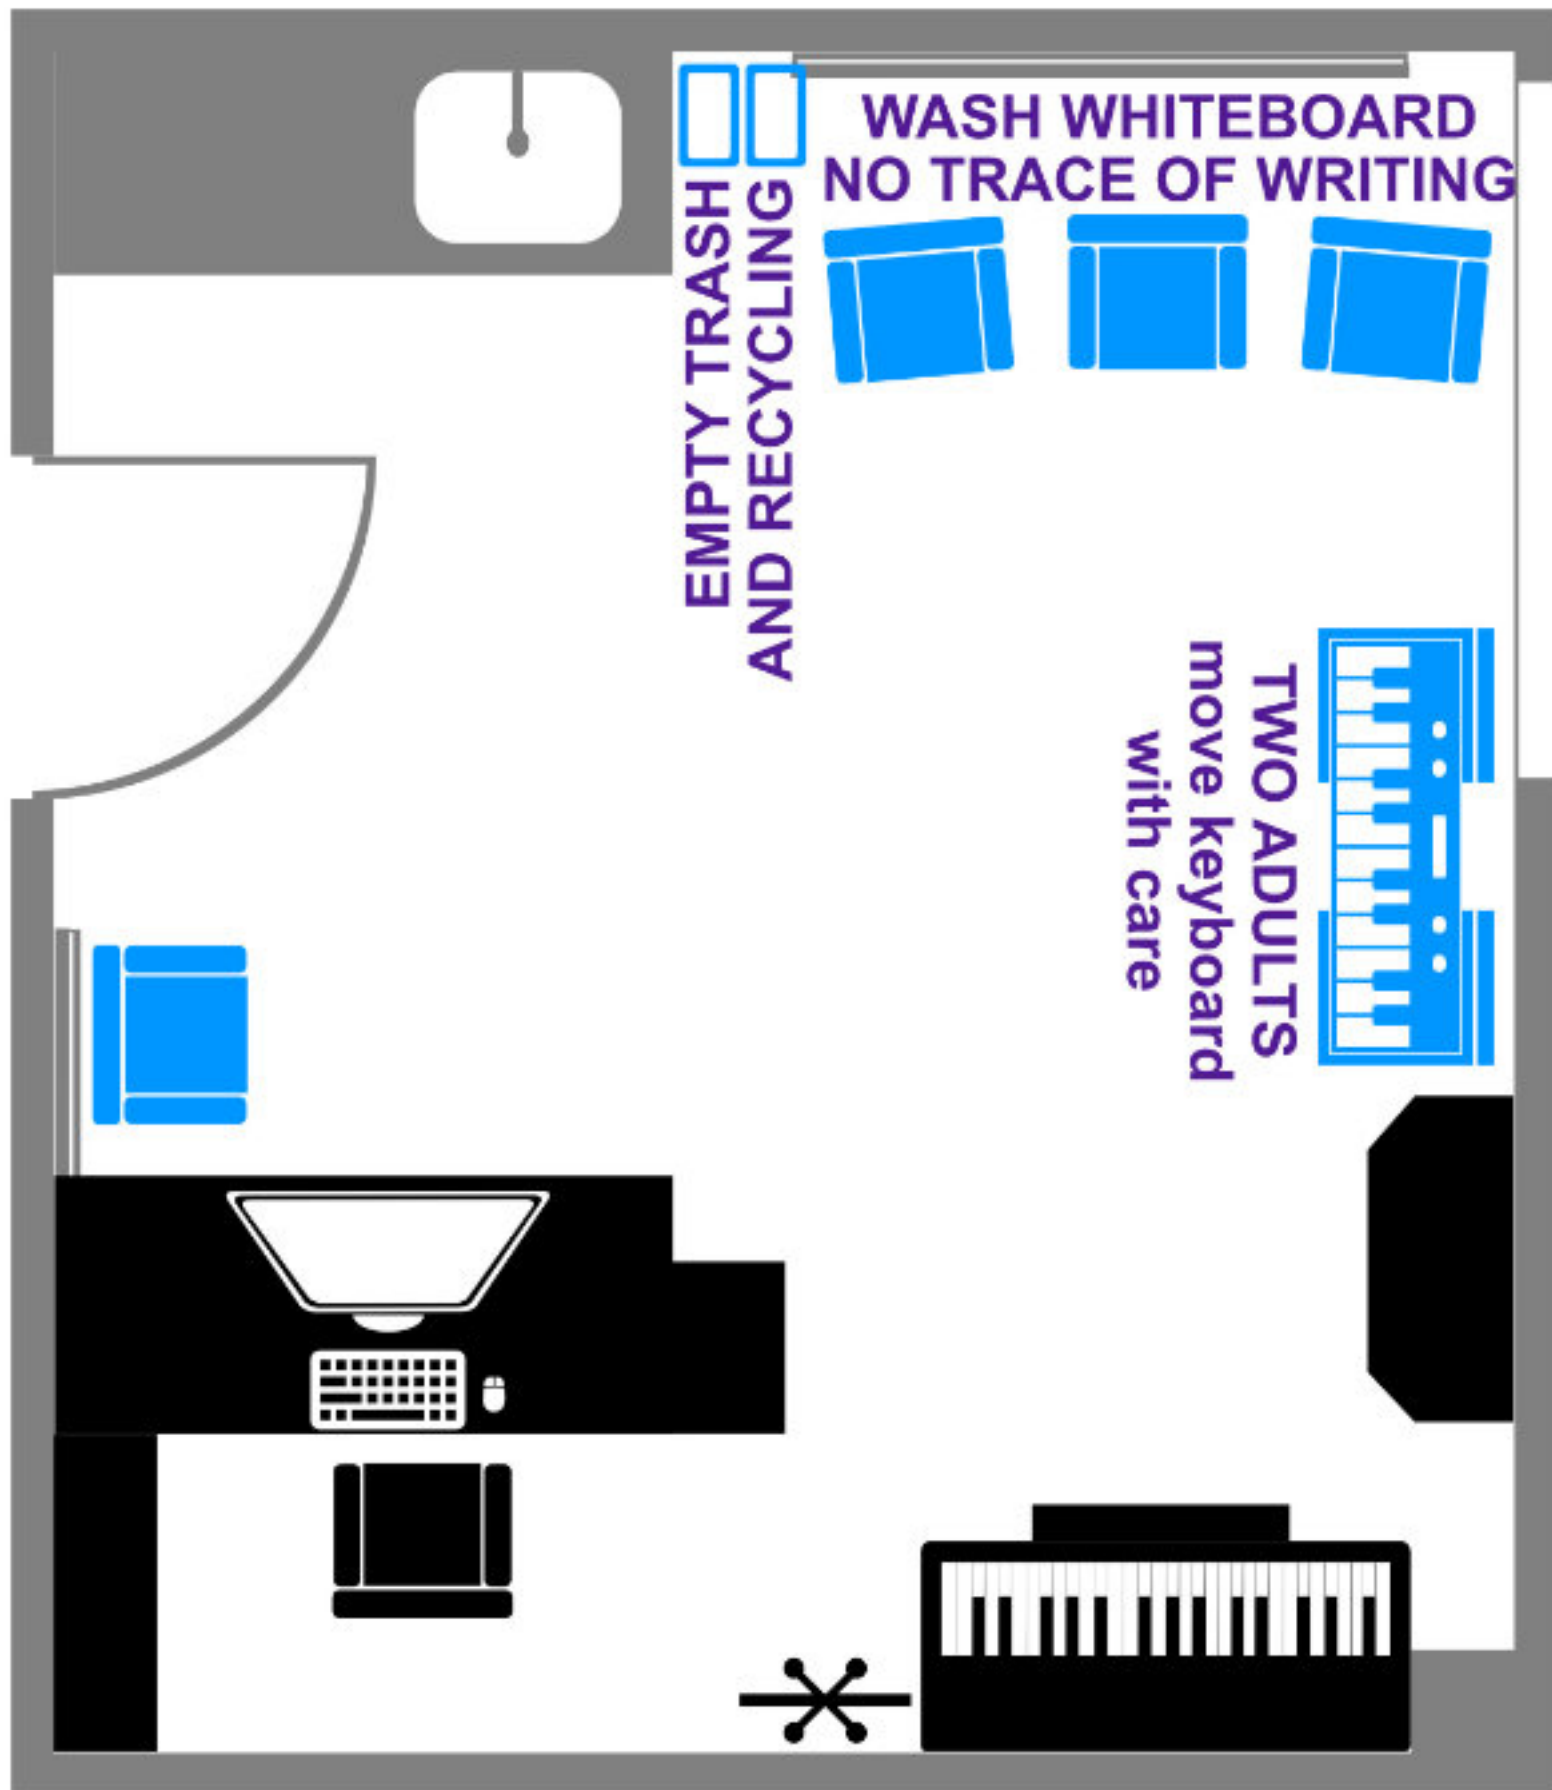 WASH WHITEBOARD
NO TRACE OF WRITING
EMPTY TRASH
AND RECYCLING
TWO ADULTS
move keyboard
with care